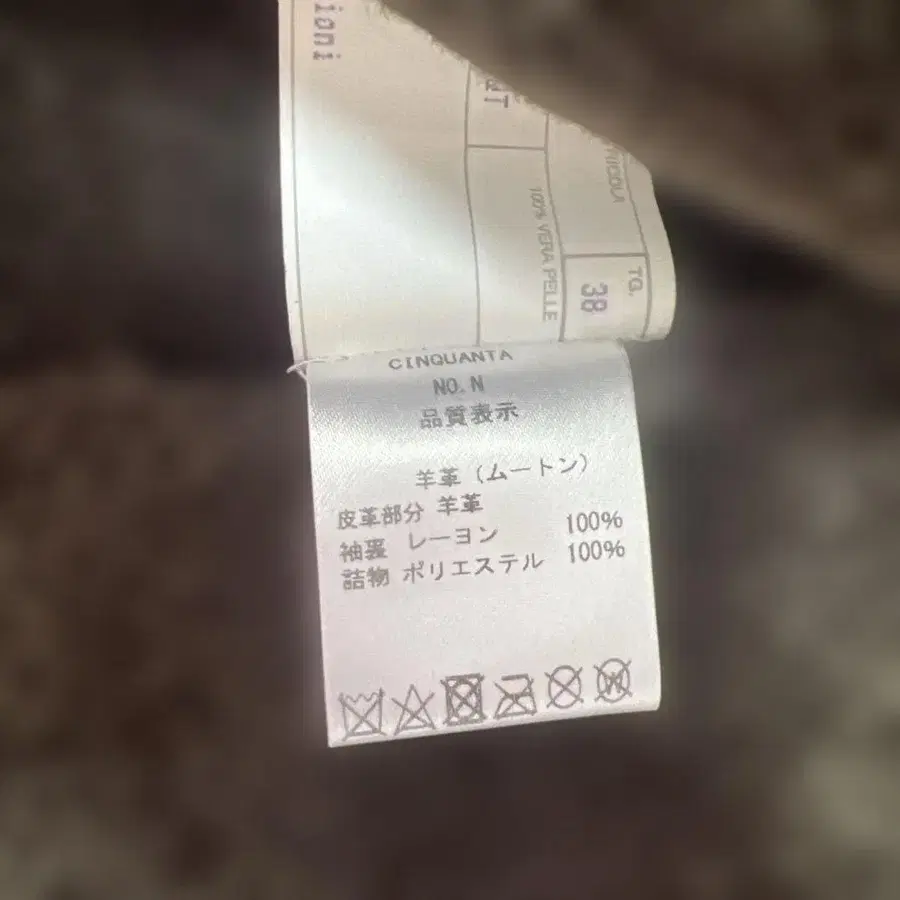 ioni
TG.
38
100% VERA PELLE
CINQUANTA
NO.N
品質表示
羊革 (ムートン)
皮革部分 羊革
袖裏 レーヨン 100%
詰物 ポリエステル 100%